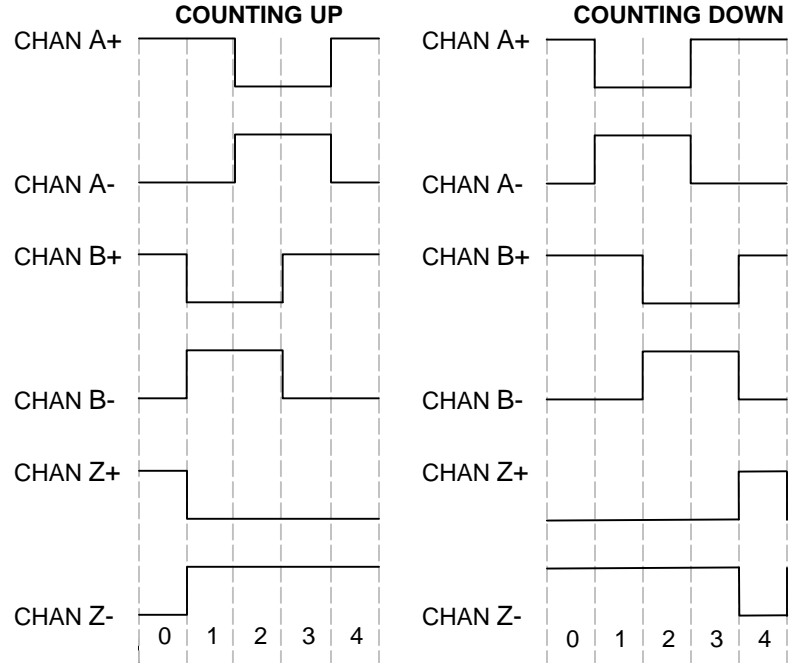 COUNTING UP
CHAN A+
CHAN A-
CHAN B+
CHAN B-
CHAN Z+
CHAN Z-
0 1 2 3 4
COUNTING DOWN
CHAN A+
CHAN A-
CHAN B+
CHAN B-
CHAN Z+
CHAN Z-
0 1 2 3 4